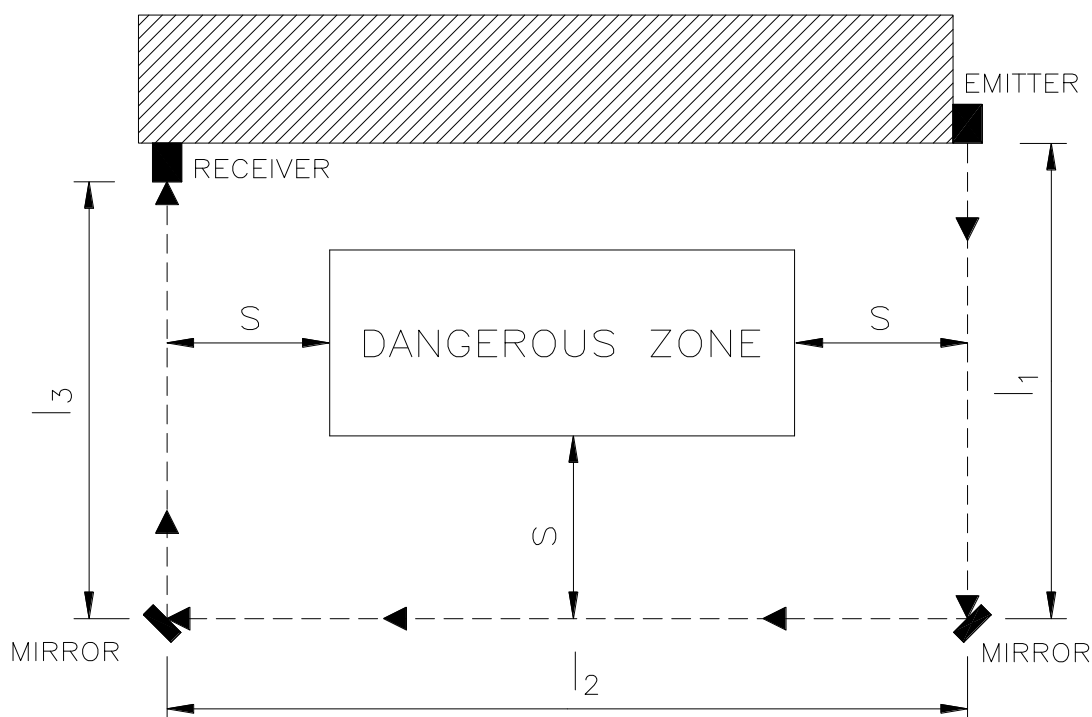 EMITTER
RECEIVER
S
S
DANGEROUS ZONE
l3
l1
S
MIRROR
MIRROR
l2